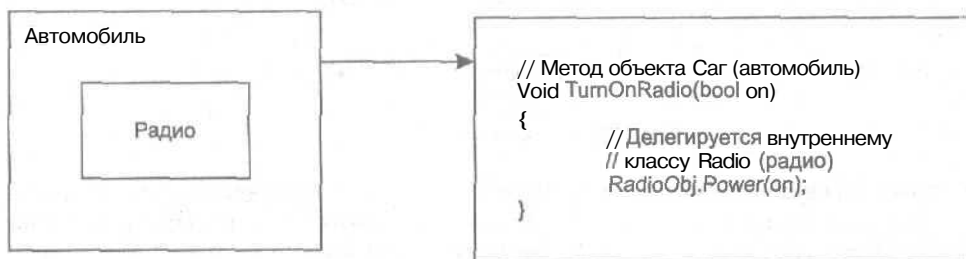 Автомобиль
Радио
// Метод объекта Car (автомобиль)
Void TurnOnRadio(bool on)
{
// Делегируется внутреннему
// классу Radio (радио)
RadioObj.Power(on);
}